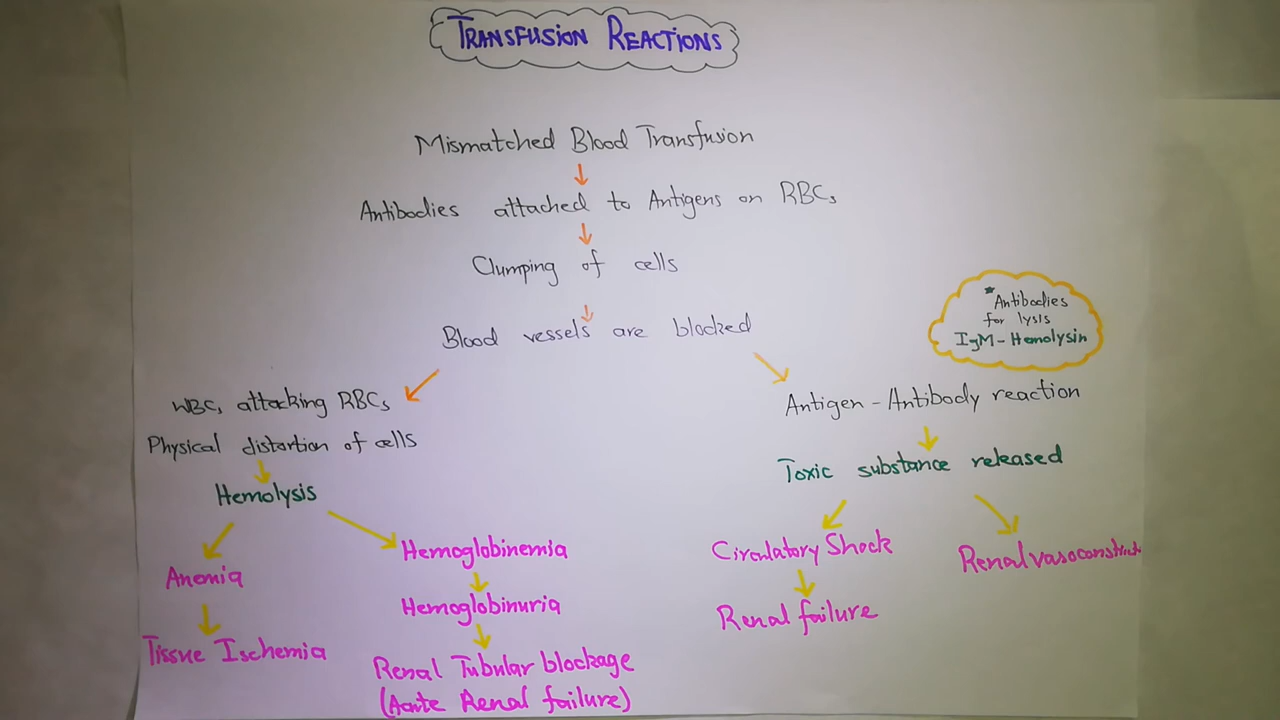 TRANSFUSION REACTIONS
Mismatched Blood Transfusion
Antibodies attached to Antigens on RBCs
Clumping of cells
Blood vessels are blocked
*Antibodies
for lysis
IgM - Hemolysin
WBCs attacking RBCs
Physical distortion of cells
Hemolysis
Anemia
Tissue Ischemia
Hemoglobinemia
Hemoglobinuria
Renal Tubular blockage
(Acute Renal failure)
Antigen - Antibody reaction
Toxic substance released
Circulatory Shock
Renal failure
Renal vasoconstricti